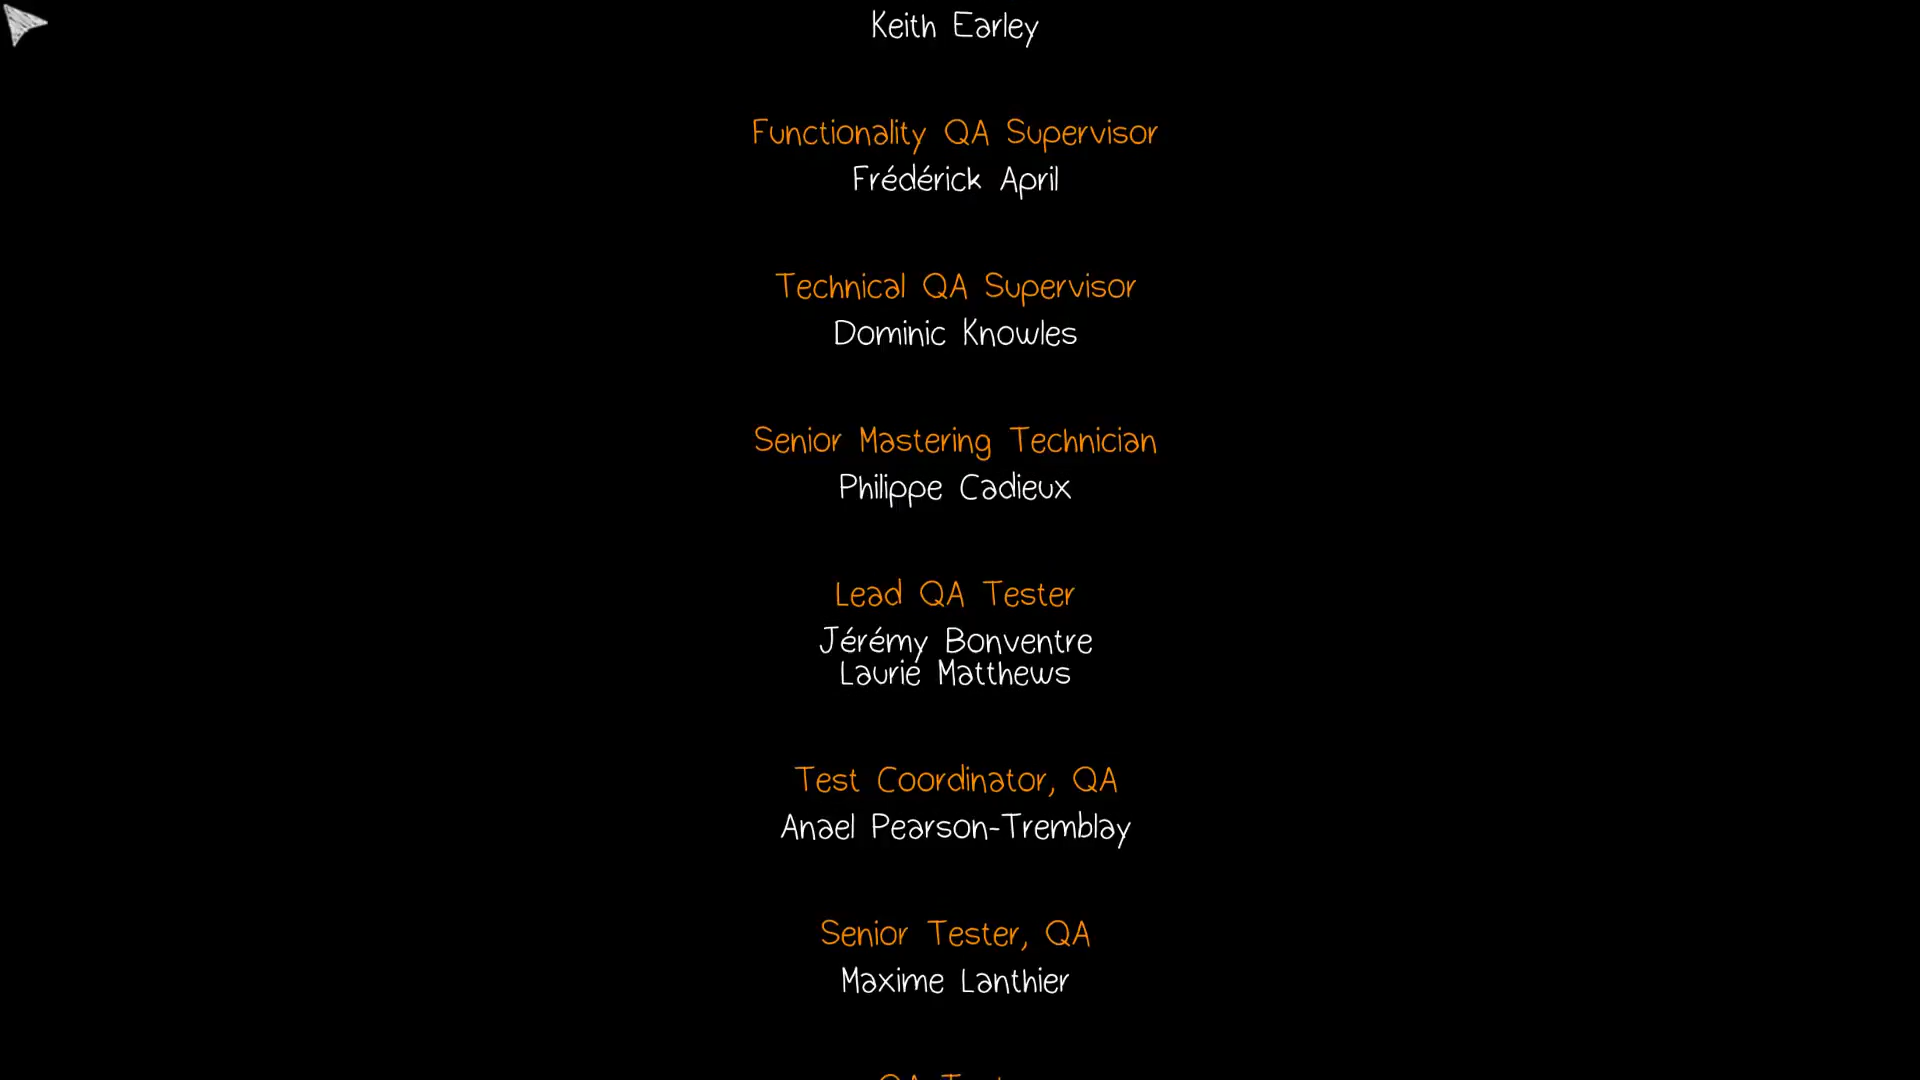 Keith Earley
Functionality QA Supervisor
Frédérick April
Technical QA Supervisor
Dominic Knowles
Senior Mastering Technician
Philippe Cadieux
Lead QA Tester
Jérémy Bonventre
Laurie Matthews
Test Coordinator, QA
Anael Pearson-Tremblay
Senior Tester, QA
Maxime Lanthier
QA